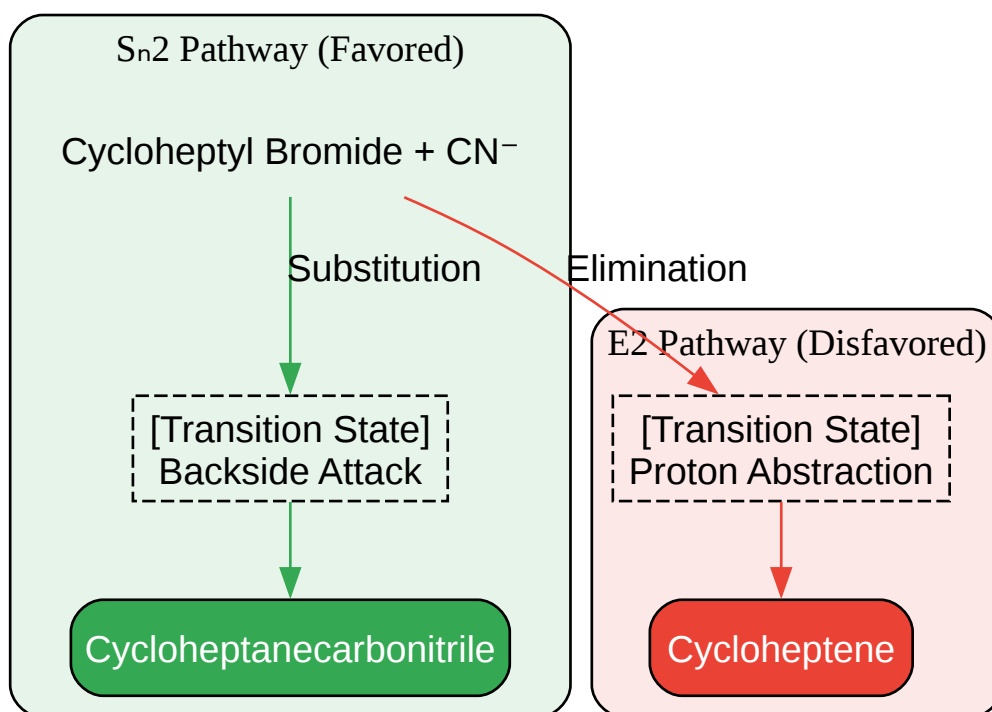 Sₙ2 Pathway (Favored)
Cycloheptyl Bromide + CN⁻
Substitution
Elimination
E2 Pathway (Disfavored)
[Transition State]
Backside Attack
[Transition State]
Proton Abstraction
Cycloheptanecarbonitrile
Cycloheptene